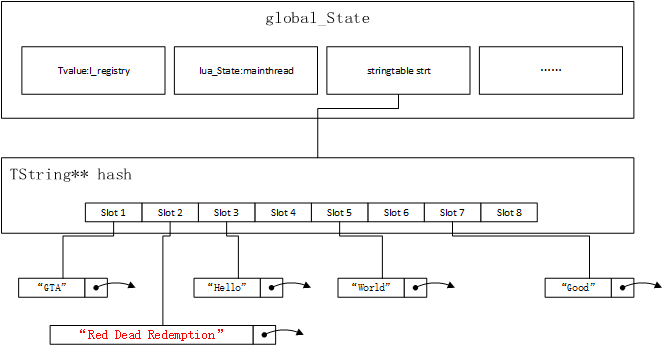 global_State
Tvalue:l_registry
lua_State:mainthread
stringtable strt
······
TString** hash
Slot 1 Slot 2 Slot 3 Slot 4 Slot 5 Slot 6 Slot 7 Slot 8
“GTA”
“Hello”
“World”
“Good”
“Red Dead Redemption”